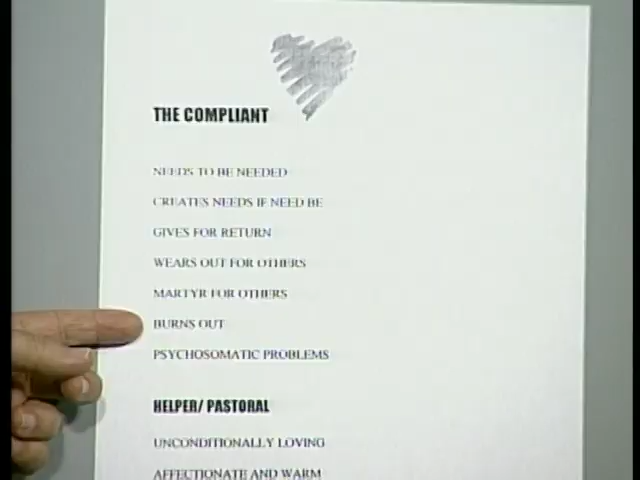 THE COMPLIANT
NEEDS TO BE NEEDED
CREATES NEEDS IF NEED BE
GIVES FOR RETURN
WEARS OUT FOR OTHERS
MARTYR FOR OTHERS
BURNS OUT
PSYCHOSOMATIC PROBLEMS
HELPER/ PASTORAL
UNCONDITIONALLY LOVING
AFFECTIONATE AND WARM